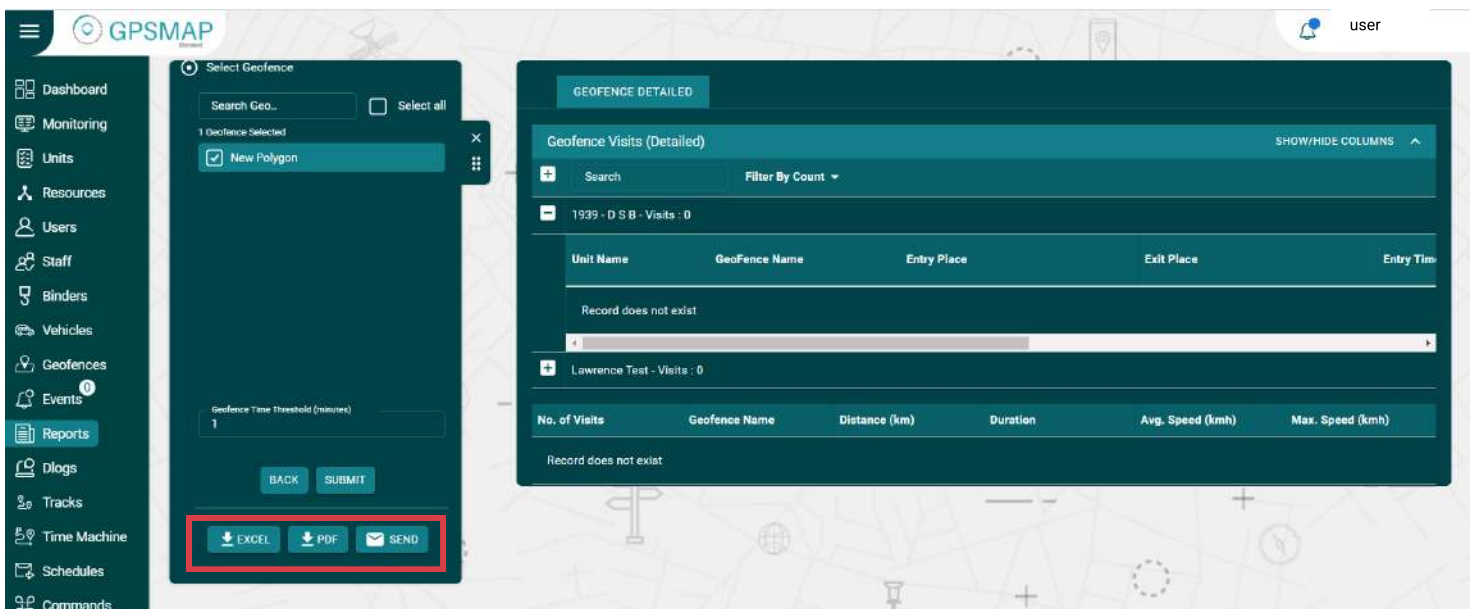 GPSMAP
Standard
user
Dashboard
Monitoring
Units
Resources
Users
Staff
Binders
Vehicles
Geofences
Events 0
Reports
Dlogs
Tracks
Time Machine
Schedules
Commands
Select Geofence
Search Geo..
Select all
1 Geofence Selected
New Polygon
Geofence Time Threshold (minutes)
1
BACK SUBMIT
EXCEL PDF SEND
GEOFENCE DETAILED
Geofence Visits (Detailed) SHOW/HIDE COLUMNS
Search Filter By Count
1939 - D S B - Visits : 0
Unit Name GeoFence Name Entry Place Exit Place Entry Tim
Record does not exist
Lawrence Test - Visits : 0
No. of Visits Geofence Name Distance (km) Duration Avg. Speed (kmh) Max. Speed (kmh)
Record does not exist